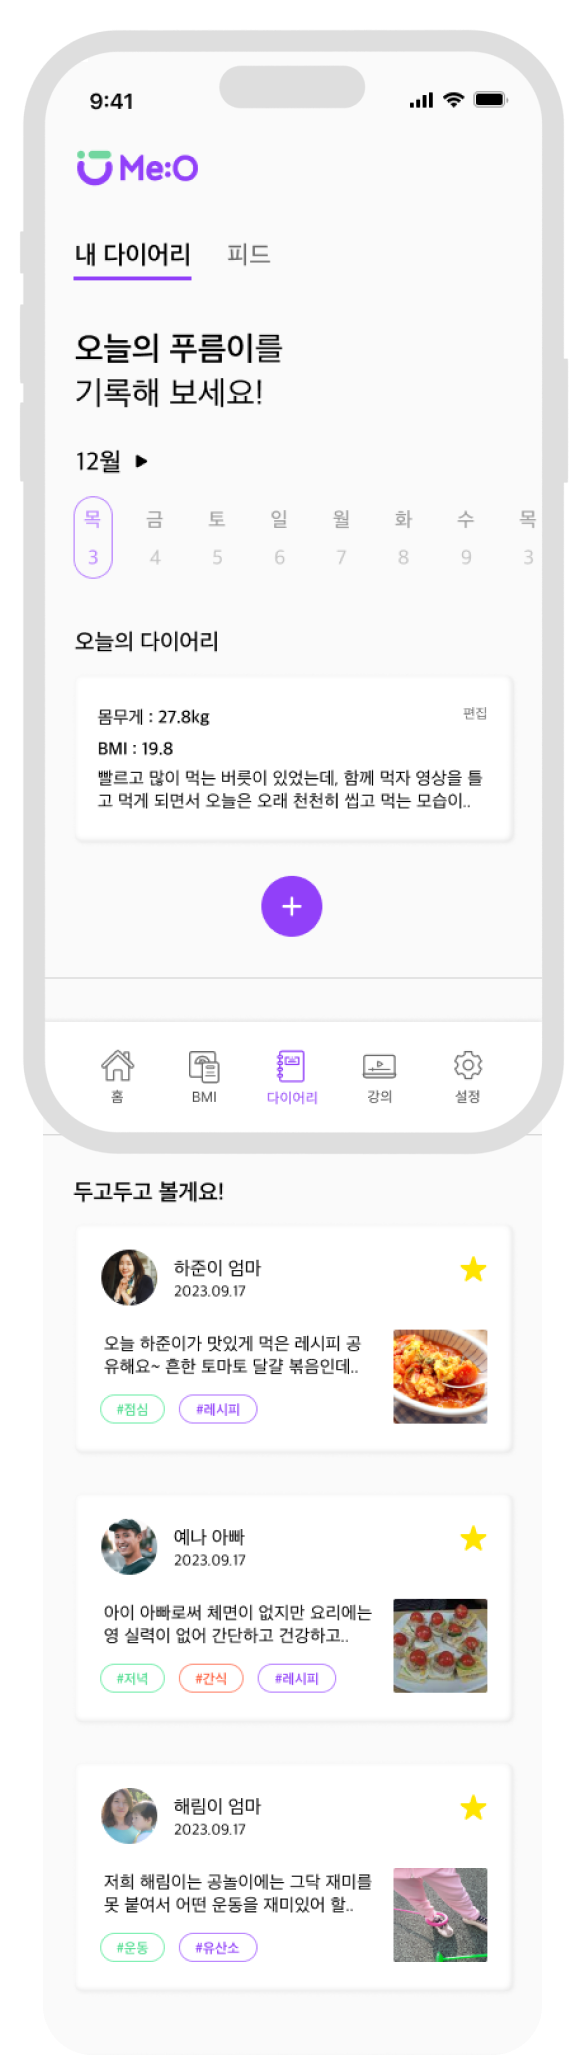 9:41
Me:O
내 다이어리 피드
오늘의 푸름이를
기록해 보세요!
12월
목 금 토 일 월 화 수 목
3 4 5 6 7 8 9 3
오늘의 다이어리
몸무게 : 27.8kg 편집
BMI : 19.8
빨르고 많이 먹는 버릇이 있었는데, 함께 먹자 영상을 틀
고 먹게 되면서 오늘은 오래 천천히 씹고 먹는 모습이..
홈 BMI 다이어리 강의 설정
두고두고 볼게요!
하준이 엄마
2023.09.17
오늘 하준이가 맛있게 먹은 레시피 공
유해요~ 흔한 토마토 달걀 볶음인데..
#점심 #레시피
예나 아빠
2023.09.17
아이 아빠로써 체면이 없지만 요리에는
영 실력이 없어 간단하고 건강하고..
#저녁 #간식 #레시피
해림이 엄마
2023.09.17
저희 해림이는 공놀이에는 그닥 재미를
못 붙여서 어떤 운동을 재미있어 할..
#운동 #유산소